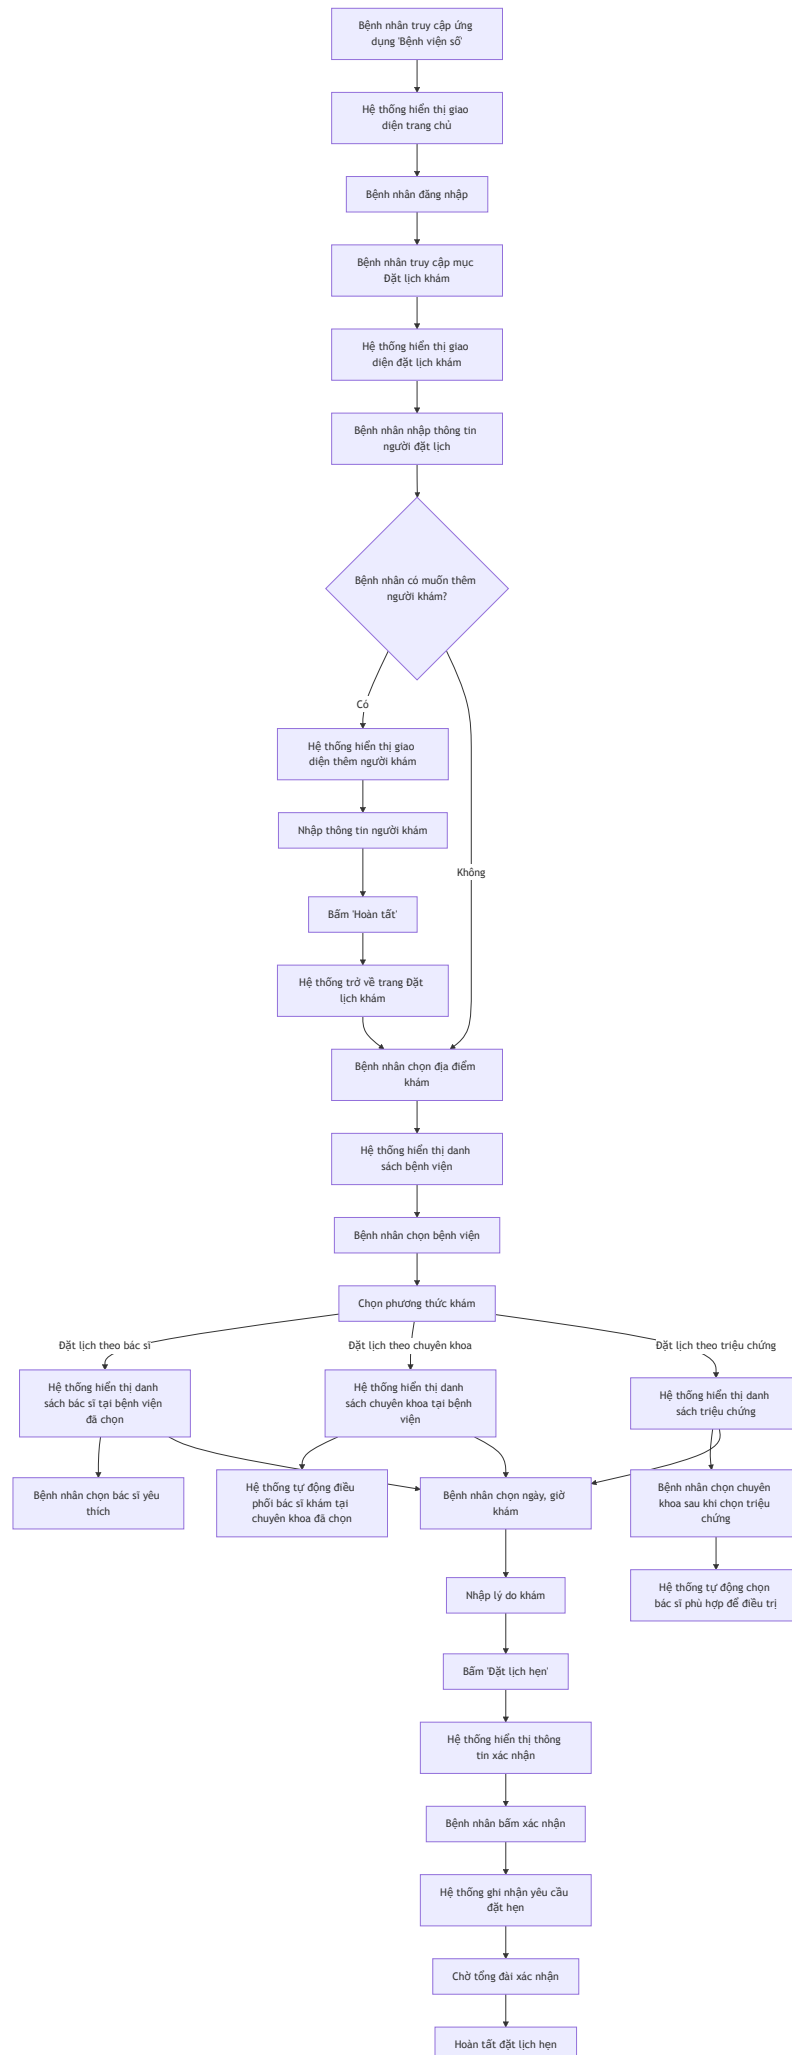 Bệnh nhân truy cập ứng
dụng 'Bệnh viện số'
Hệ thống hiển thị giao
diện trang chủ
Bệnh nhân đăng nhập
Bệnh nhân truy cập mục
Đặt lịch khám
Hệ thống hiển thị giao
diện đặt lịch khám
Bệnh nhân nhập thông tin
người đặt lịch
Bệnh nhân có muốn thêm
người khám?
Có
Hệ thống hiển thị giao
diện thêm người khám
Nhập thông tin người khám
Không
Bấm 'Hoàn tất'
Hệ thống trở về trang Đặt
lịch khám
Bệnh nhân chọn địa điểm
khám
Hệ thống hiển thị danh
sách bệnh viện
Bệnh nhân chọn bệnh viện
Chọn phương thức khám
Đặt lịch theo bác sĩ
Đặt lịch theo chuyên khoa
Đặt lịch theo triệu chứng
Hệ thống hiển thị danh
sách bác sĩ tại bệnh viện
đã chọn
Hệ thống hiển thị danh
sách chuyên khoa tại bệnh
viện
Hệ thống hiển thị danh
sách triệu chứng
Bệnh nhân chọn bác sĩ yêu
thích
Hệ thống tự động điều
phối bác sĩ khám tại
chuyên khoa đã chọn
Bệnh nhân chọn ngày, giờ
khám
Bệnh nhân chọn chuyên
khoa sau khi chọn triệu
chứng
Nhập lý do khám
Hệ thống tự động chọn
bác sĩ phù hợp để điều trị
Bấm 'Đặt lịch hẹn'
Hệ thống hiển thị thông
tin xác nhận
Bệnh nhân bấm xác nhận
Hệ thống ghi nhận yêu cầu
đặt hẹn
Chờ tổng đài xác nhận
Hoàn tất đặt lịch hẹn